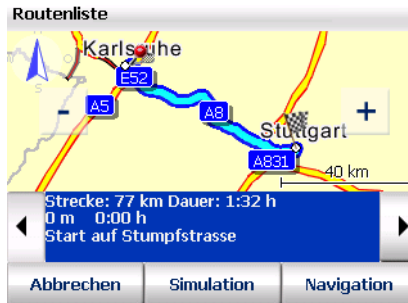 Routenliste
Karlsruhe
E52
A5
A8
Stuttgart
A831
- +
40 km
Strecke: 77 km Dauer: 1:32 h
0 m 0:00 h
Start auf Stumpfstrasse
Abbrechen Simulation Navigation